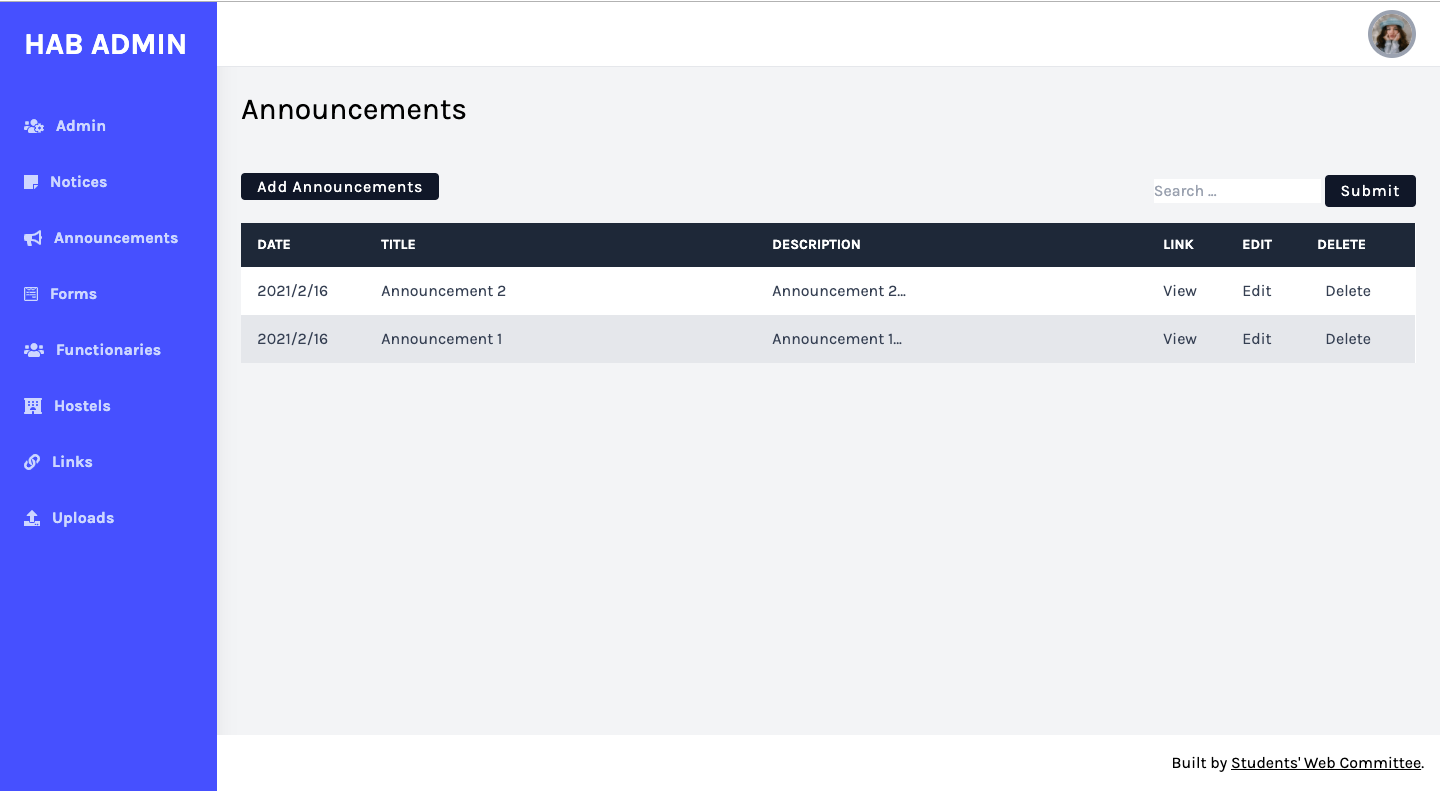 HAB ADMIN
Admin
Notices
Announcements
Forms
Functionaries
Hostels
Links
Uploads
Announcements
Add Announcements
Search ... Submit
DATE TITLE DESCRIPTION LINK EDIT DELETE
2021/2/16 Announcement 2 Announcement 2... View Edit Delete
2021/2/16 Announcement 1 Announcement 1... View Edit Delete
Built by Students' Web Committee.